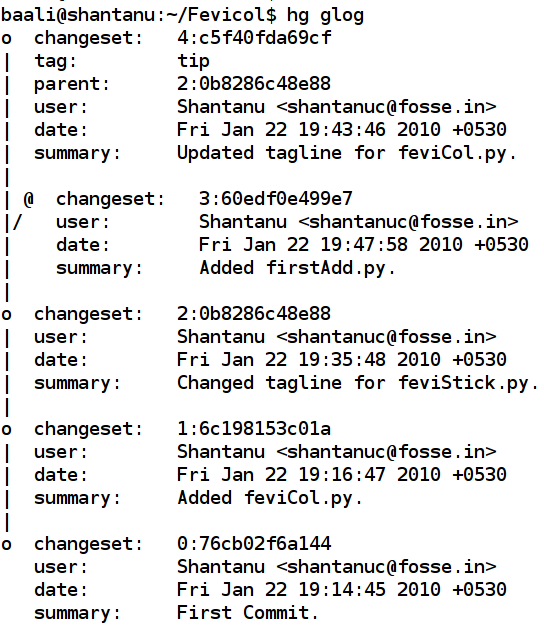 baali@shantanu:~/Fevicol$ hg glog
o  changeset:   4:c5f40fda69cf
|  tag:         tip
|  parent:      2:0b8286c48e88
|  user:        Shantanu <shantanuc@fosse.in>
|  date:        Fri Jan 22 19:43:46 2010 +0530
|  summary:     Updated tagline for feviCol.py.
|
| @  changeset:   3:60edf0e499e7
|/   user:        Shantanu <shantanuc@fosse.in>
|    date:        Fri Jan 22 19:47:58 2010 +0530
|    summary:     Added firstAdd.py.
|
o  changeset:   2:0b8286c48e88
|  user:        Shantanu <shantanuc@fosse.in>
|  date:        Fri Jan 22 19:35:48 2010 +0530
|  summary:     Changed tagline for feviStick.py.
|
o  changeset:   1:6c198153c01a
|  user:        Shantanu <shantanuc@fosse.in>
|  date:        Fri Jan 22 19:16:47 2010 +0530
|  summary:     Added feviCol.py.
|
o  changeset:   0:76cb02f6a144
   user:        Shantanu <shantanuc@fosse.in>
   date:        Fri Jan 22 19:14:45 2010 +0530
   summary:     First Commit.